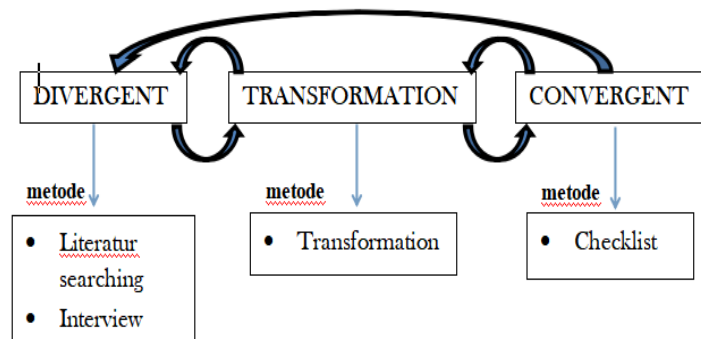 DIVERGENT TRANSFORMATION CONVERGENT
metode metode metode
• Literatur searching
• Interview
• Transformation
• Checklist